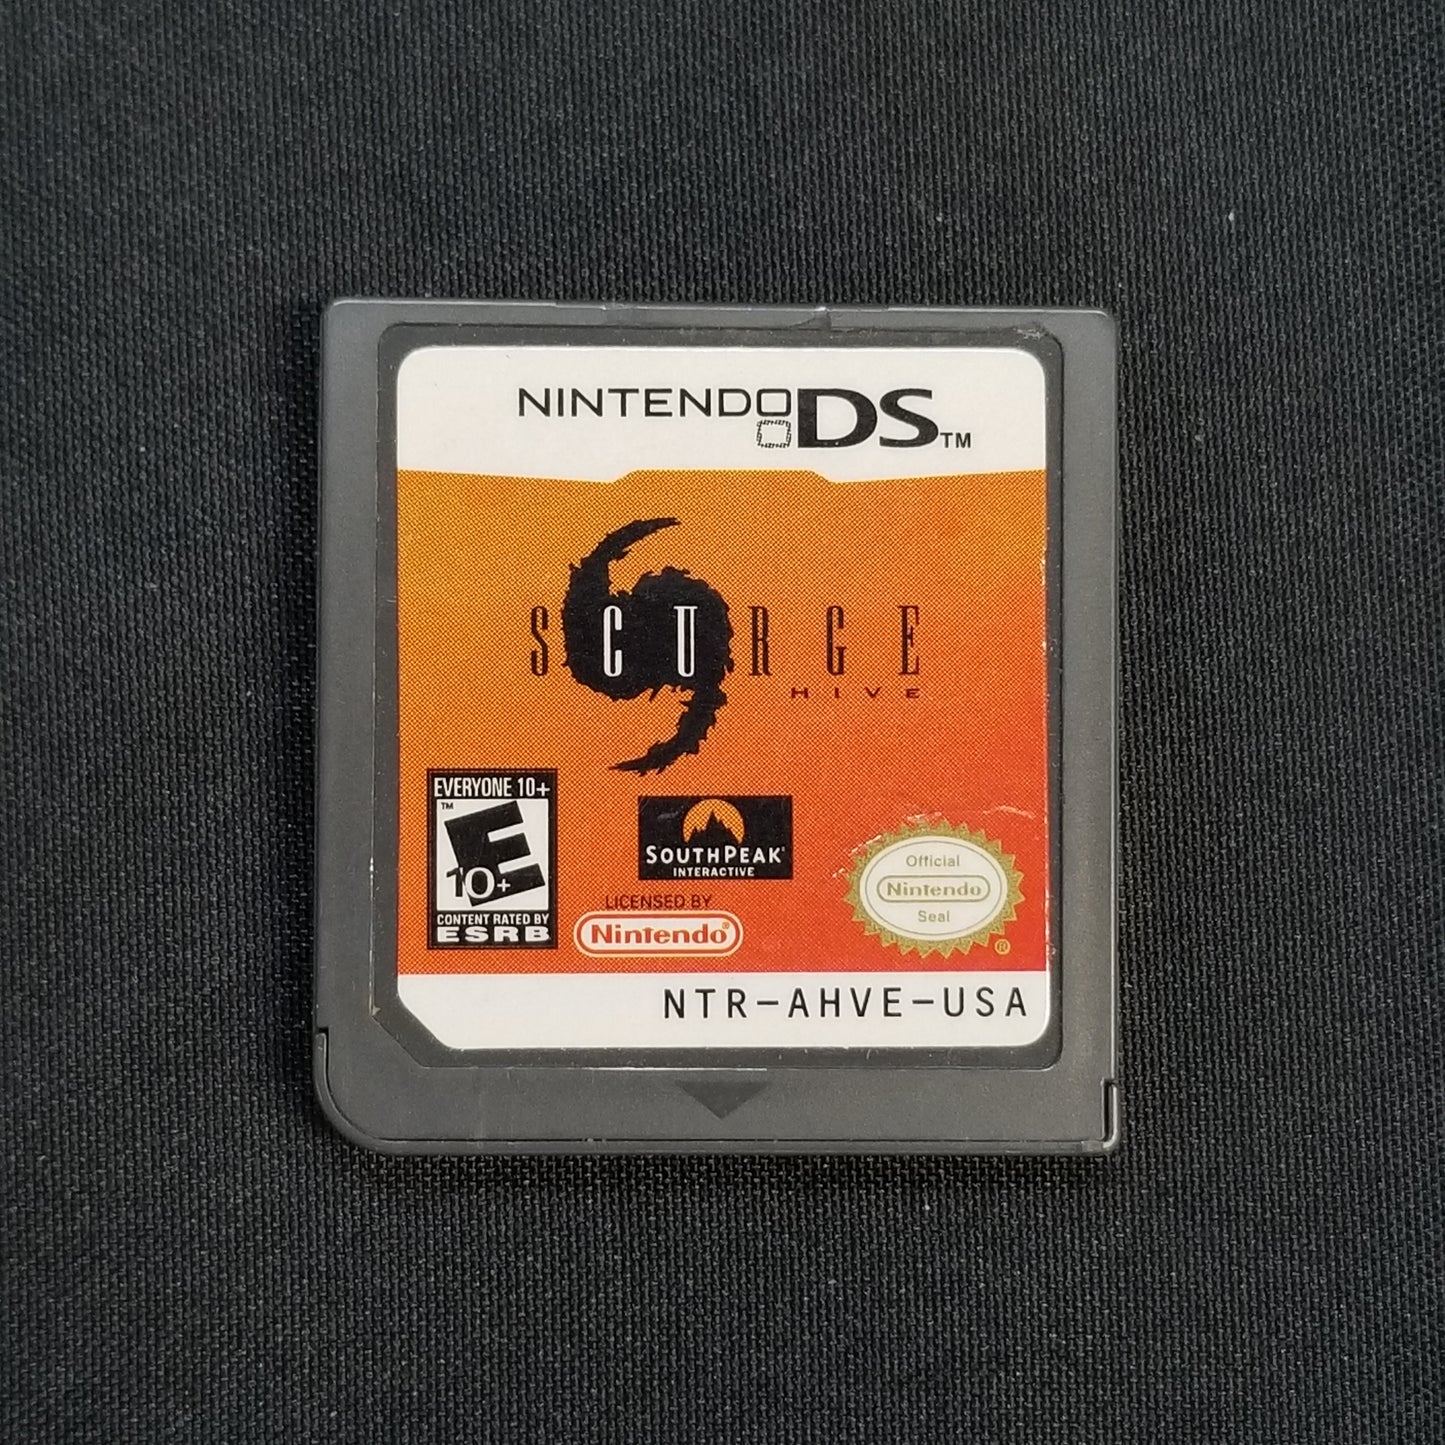 NINTENDO DS™
SCURGE
HIVE
EVERYONE 10+
™
E
10+
CONTENT RATED BY
ESRB
SOUTHPEAK®
INTERACTIVE
LICENSED BY
Nintendo®
Official
Nintendo
Seal
®
NTR-AHVE-USA